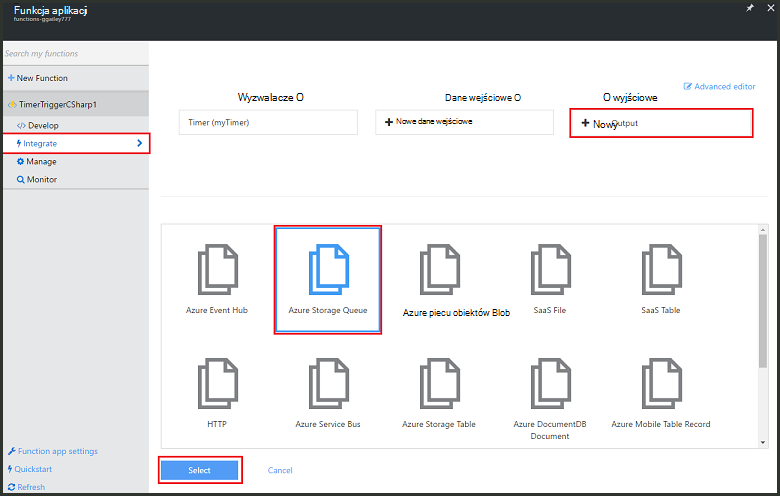 Funkcja aplikacji
functions-ggailey777
Search my functions
New Function
TimerTriggerCSharp1
Develop
Integrate
Manage
Monitor
Function app settings
Quickstart
Refresh
Advanced editor
Wyzwalacze O
Dane wejściowe O
O wyjściowe
Timer (myTimer)
Nowe dane wejściowe
Nowy Output
Azure Event Hub
Azure Storage Queue
Azure piecu obiektów Blob
SaaS File
SaaS Table
HTTP
Azure Service Bus
Azure Storage Table
Azure DocumentDB
Document
Azure Mobile Table Record
Select
Cancel